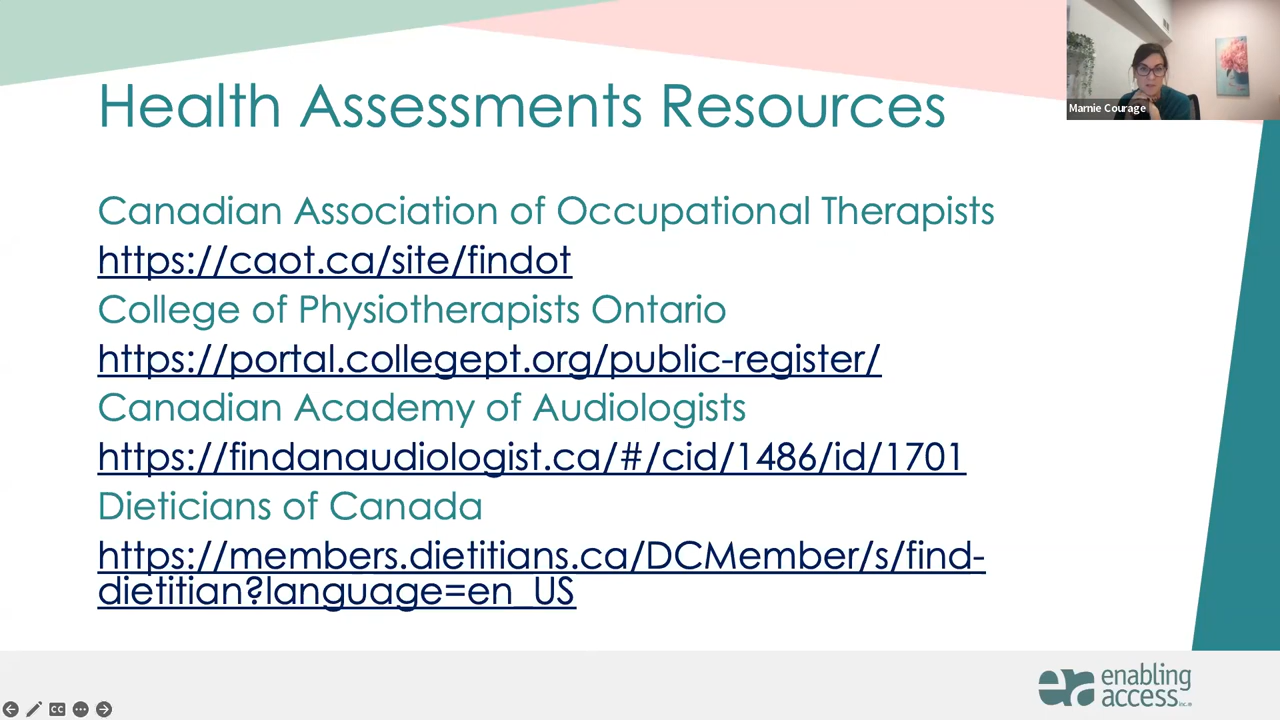 Health Assessments Resources
Marnie Courage
Canadian Association of Occupational Therapists
https://caot.ca/site/findot
College of Physiotherapists Ontario
https://portal.collegept.org/public-register/
Canadian Academy of Audiologists
https://findanaudiologist.ca/#/cid/1486/id/1701
Dieticians of Canada
https://members.dietitians.ca/DCMember/s/find-
dietitian?language=en_US
ea enabling
access inc.®
CC